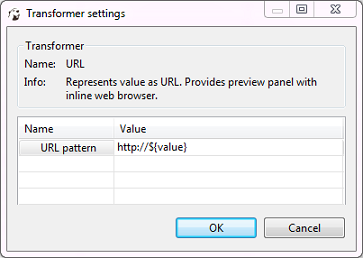 Transformer settings
Transformer
Name: URL
Info: Represents value as URL. Provides preview panel with
inline web browser.
Name Value
URL pattern http://${value}
OK Cancel